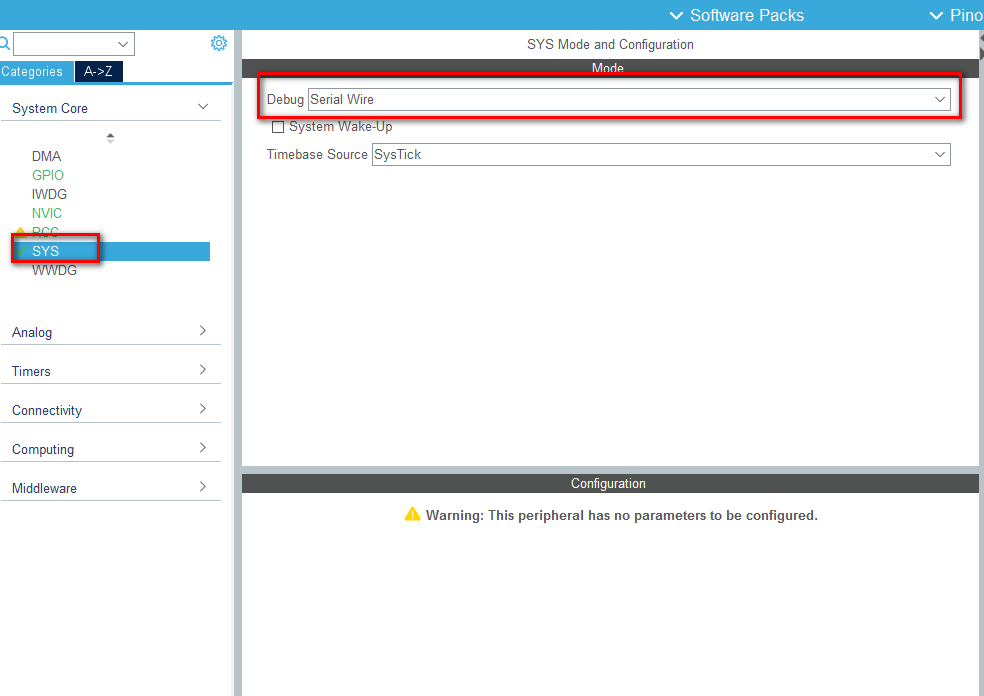 Software Packs
Pino
SYS Mode and Configuration
Categories
A->Z
Mode
System Core
Debug Serial Wire
System Wake-Up
Timebase Source SysTick
DMA
GPIO
IWDG
NVIC
RCC
SYS
WWDG
Analog
Timers
Connectivity
Computing
Middleware
Configuration
Warning: This peripheral has no parameters to be configured.